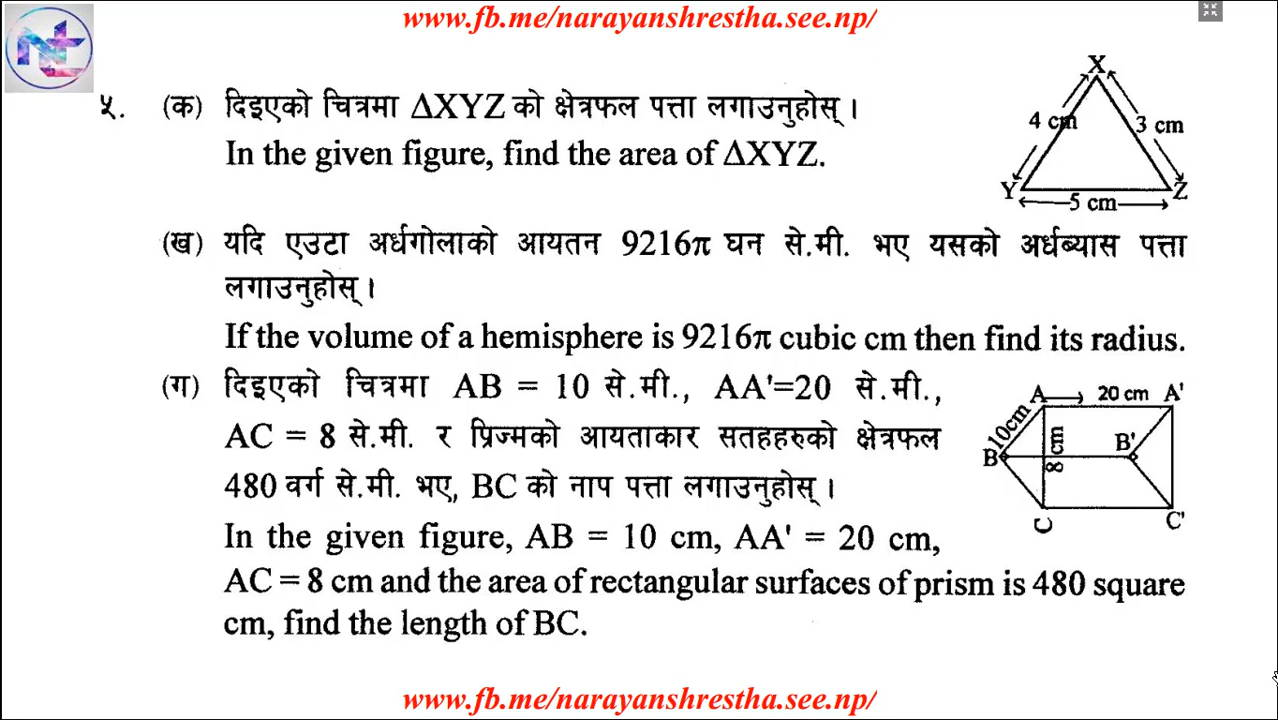 www.fb.me/narayanshrestha.see.np/
nt
५. (क) दिइएको चित्रमा ΔXYZ को क्षेत्रफल पत्ता लगाउनुहोस् ।
In the given figure, find the area of ΔXYZ.
X
4 cm
3 cm
Y
Z
5 cm
(ख) यदि एउटा अर्धगोलाको आयतन 9216π घन से.मी. भए यसको अर्धब्यास पत्ता
लगाउनुहोस् ।
If the volume of a hemisphere is 9216π cubic cm then find its radius.
(ग) दिइएको चित्रमा AB = 10 से.मी., AA'=20 से.मी.,
AC = 8 से.मी. र प्रिज्मको आयताकार सतहहरुको क्षेत्रफल
480 वर्ग से.मी. भए, BC को नाप पत्ता लगाउनुहोस् ।
In the given figure, AB = 10 cm, AA' = 20 cm,
AC = 8 cm and the area of rectangular surfaces of prism is 480 square
cm, find the length of BC.
A
20 cm
A'
10cm
8 cm
B
B'
C
C'
www.fb.me/narayanshrestha.see.np/